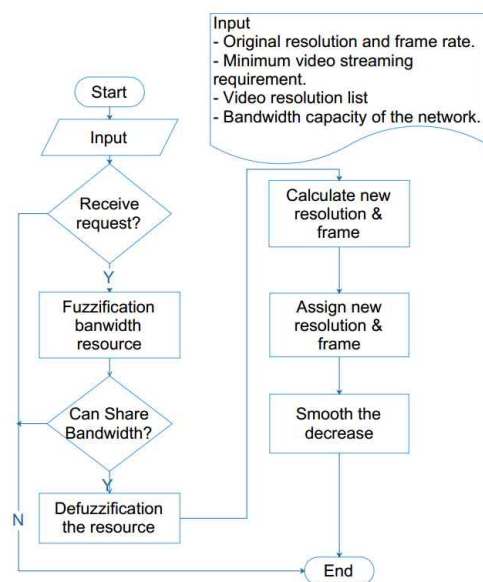 Input
- Original resolution and frame rate.
- Minimum video streaming
requirement.
- Video resolution list
- Bandwidth capacity of the network.
Start
Input
Receive
request?
Y
Fuzzification
banwidth
resource
Can Share
Bandwidth?
Y
Defuzzification
the resource
N
Calculate new
resolution &
frame
Assign new
resolution &
frame
Smooth the
decrease
End